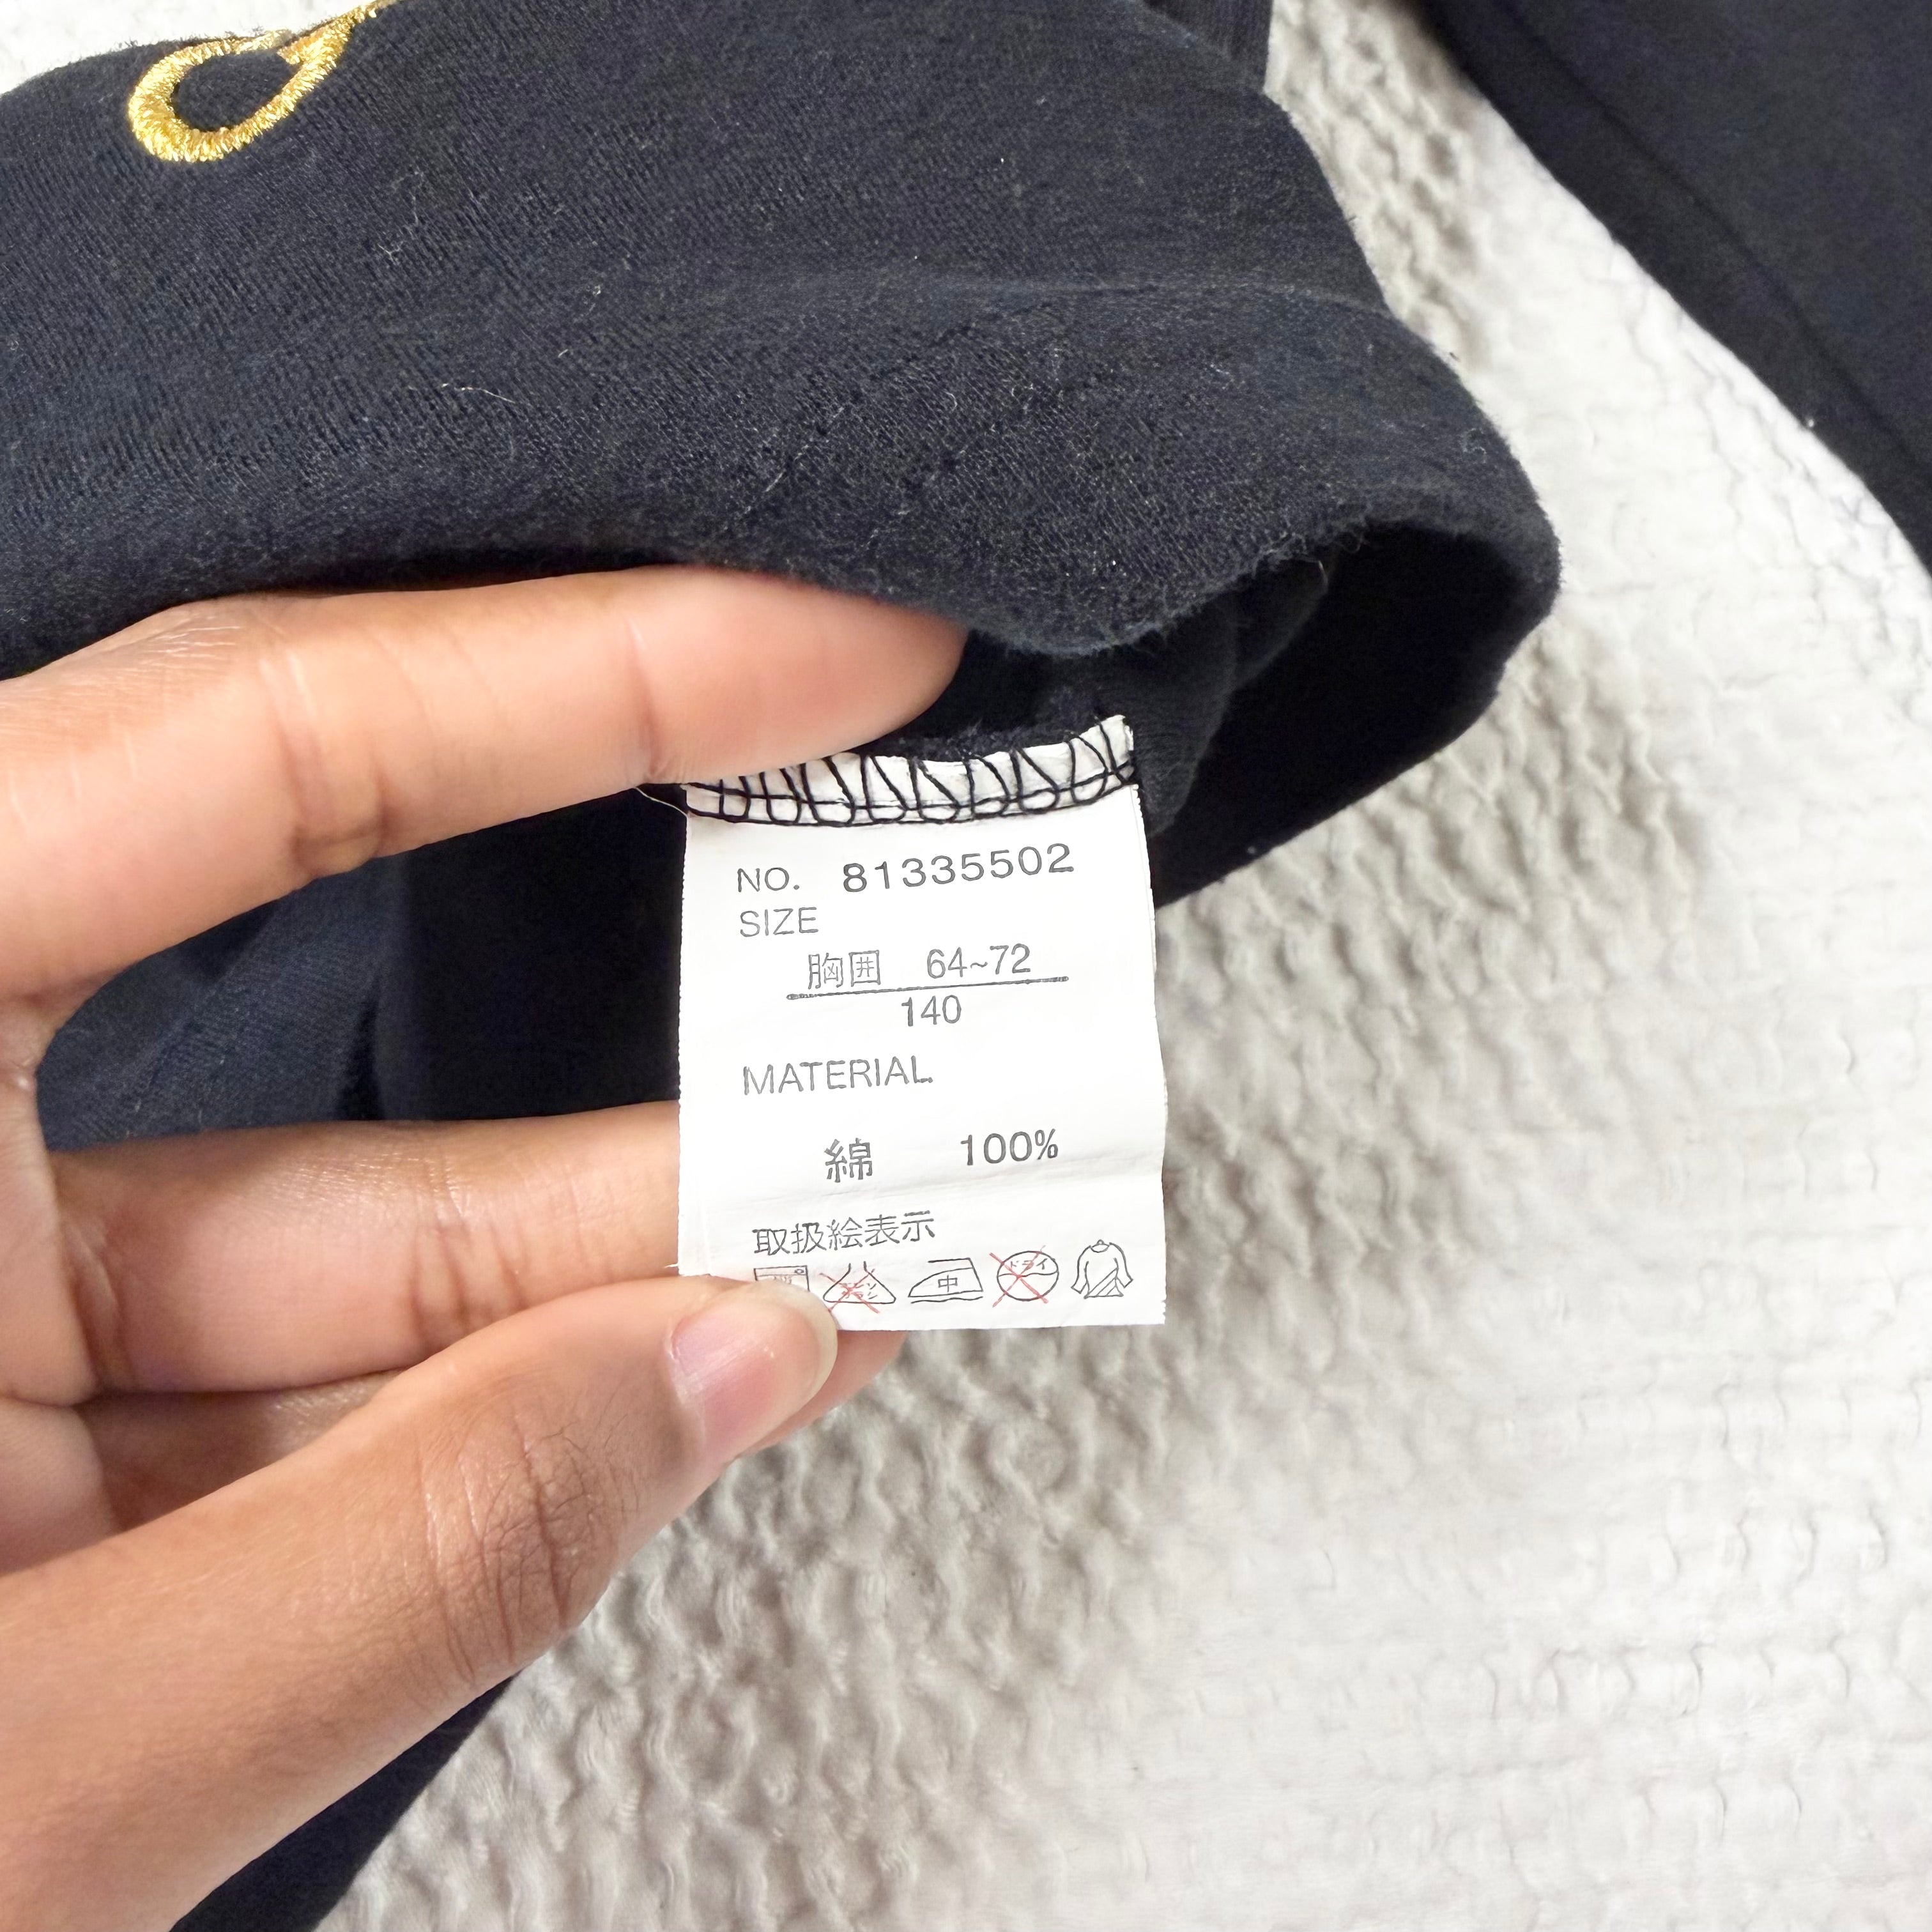 NO. 81335502
SIZE
胸囲 64~72
140
MATERIAL
綿 100%
取扱絵表示
中 ドライ